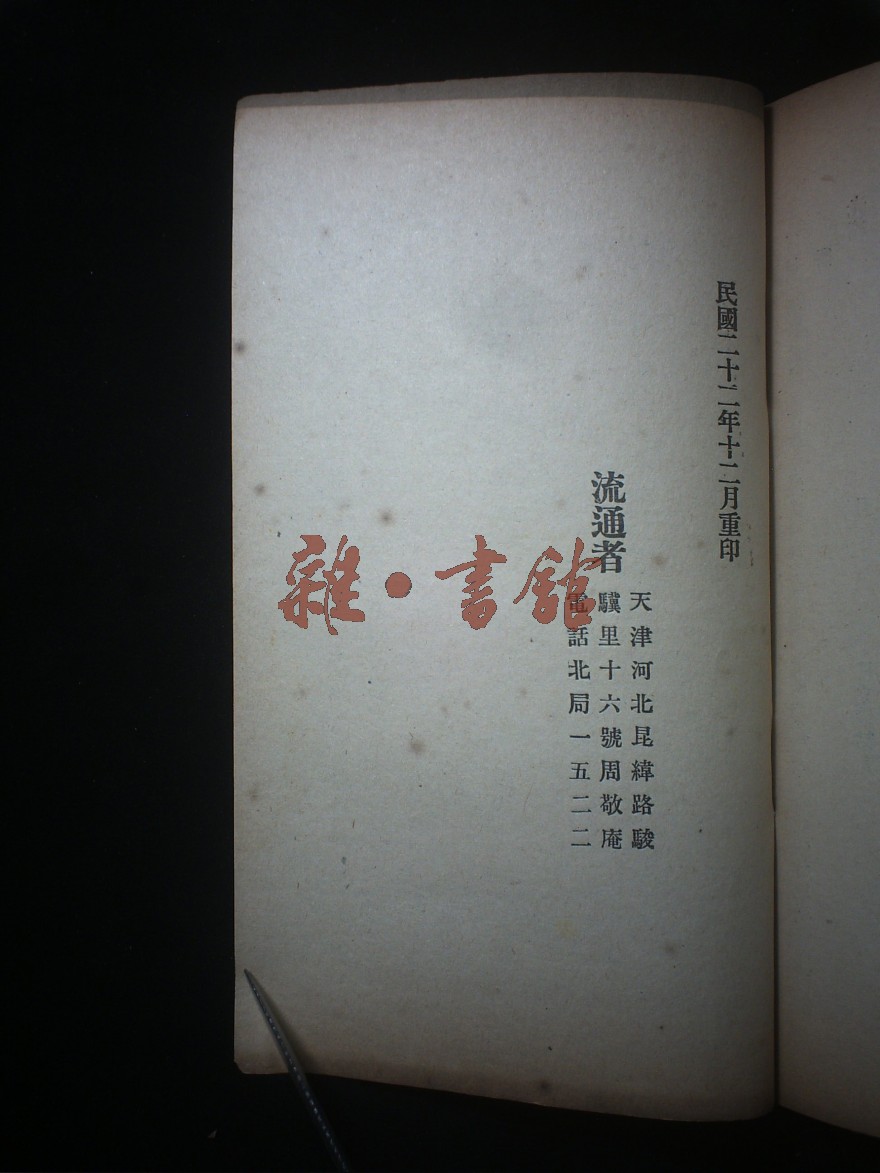 民國二十二年十二月重印
流通者
天津河北昆緯路駿
驥里十六號周敬庵
電話北局一五二二
雜·書館